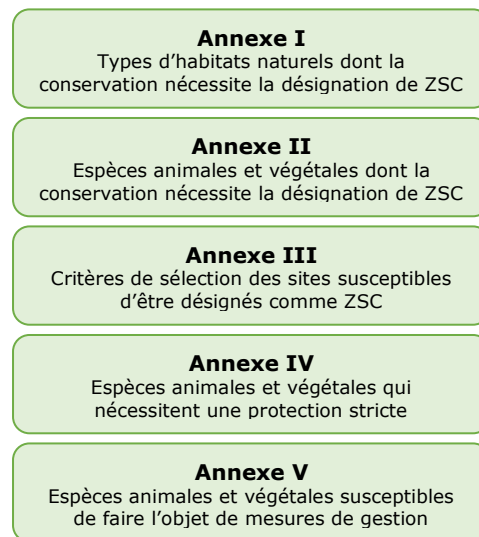 Annexe I
Types d’habitats naturels dont la
conservation nécessite la désignation de ZSC
Annexe II
Espèces animales et végétales dont la
conservation nécessite la désignation de ZSC
Annexe III
Critères de sélection des sites susceptibles
d’être désignés comme ZSC
Annexe IV
Espèces animales et végétales qui
nécessitent une protection stricte
Annexe V
Espèces animales et végétales susceptibles
de faire l’objet de mesures de gestion